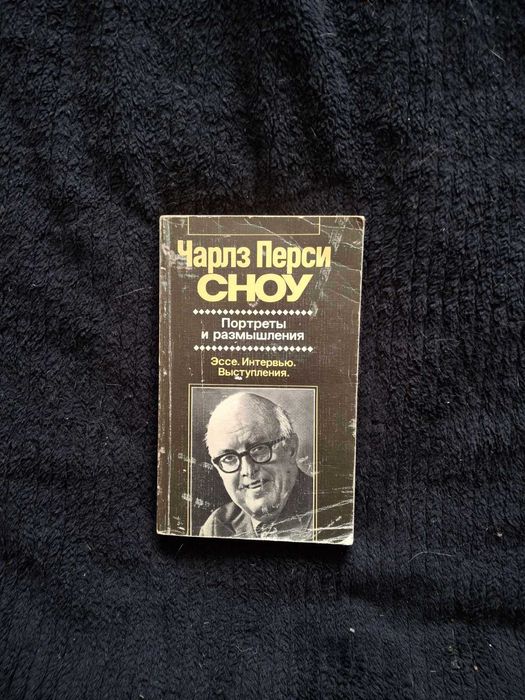 Чарлз Перси
СНОУ
Портреты
и размышления
Эссе. Интервью.
Выступления.